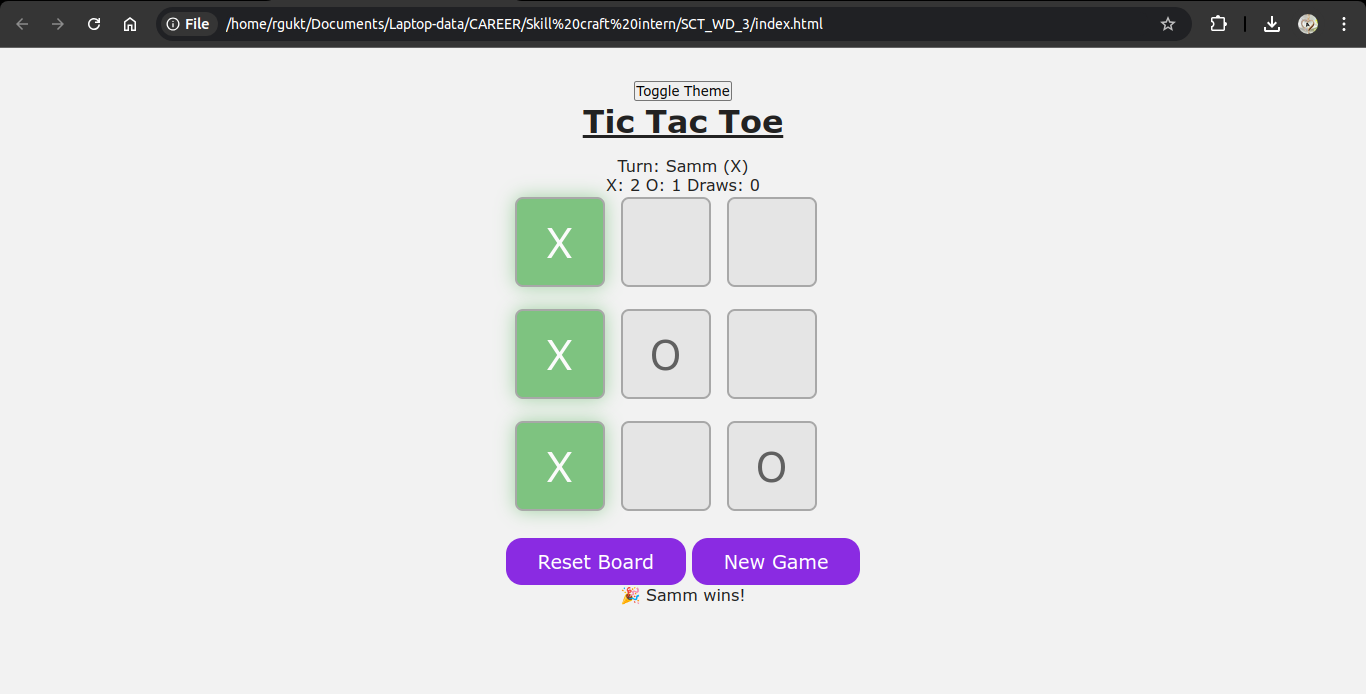 File /home/rgukt/Documents/Laptop-data/CAREER/Skill%20craft%20intern/SCT_WD_3/index.html
Toggle Theme
Tic Tac Toe
Turn: Samm (X)
X: 2 O: 1 Draws: 0
X
X O
X O
Reset Board New Game
🎉 Samm wins!